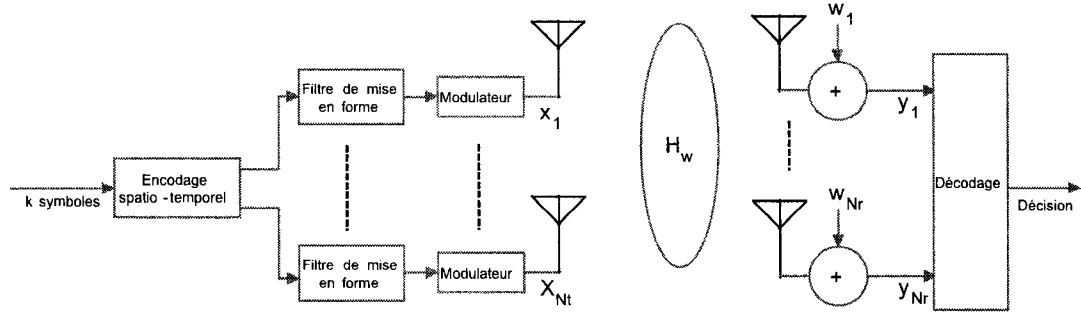 k symboles
Encodage
spatio - temporel
Filtre de mise
en forme
Modulateur
x1
Filtre de mise
en forme
Modulateur
XNt
Hw
w1
+
y1
wNr
+
yNr
Décodage
Décision